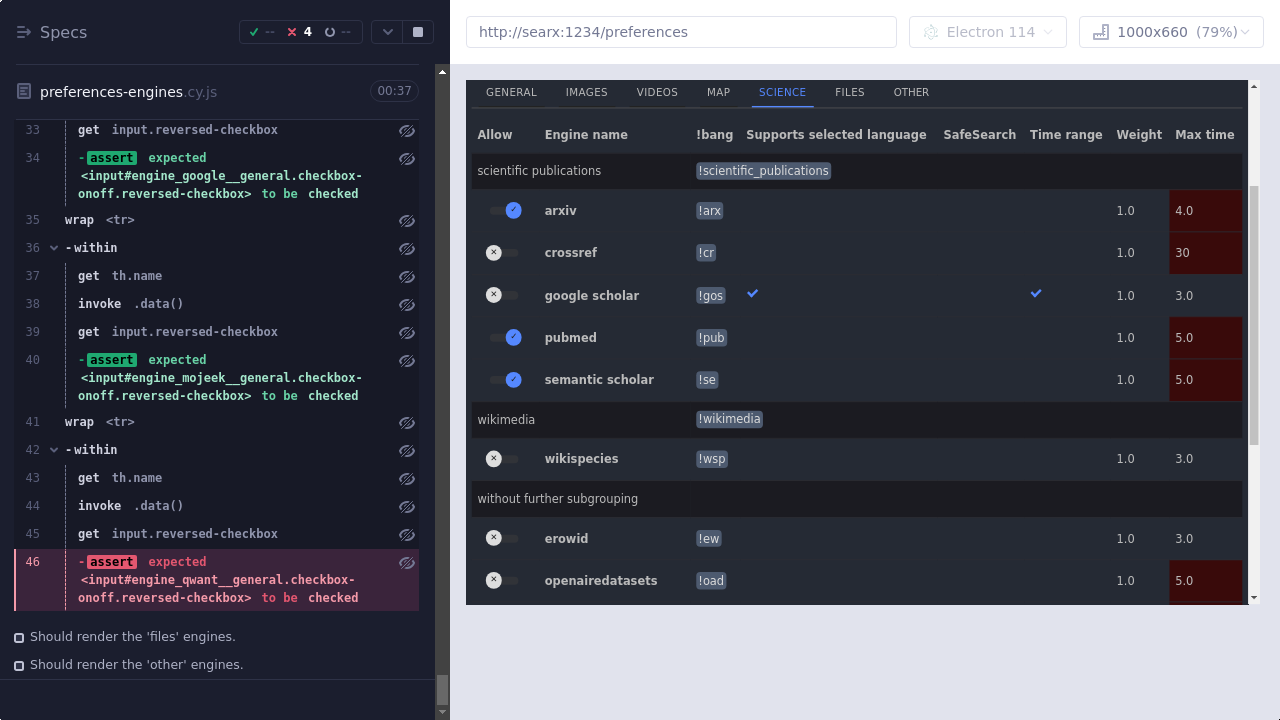 Specs
--
4
--
preferences-engines.cy.js
00:37
33 get input.reversed-checkbox
34 -assert expected
<input#engine_google__general.checkbox-
onoff.reversed-checkbox> to be checked
35 wrap <tr>
36 -within
37 get th.name
38 invoke .data()
39 get input.reversed-checkbox
40 -assert expected
<input#engine_mojeek__general.checkbox-
onoff.reversed-checkbox> to be checked
41 wrap <tr>
42 -within
43 get th.name
44 invoke .data()
45 get input.reversed-checkbox
46 -assert expected
<input#engine_qwant__general.checkbox-
onoff.reversed-checkbox> to be checked
Should render the 'files' engines.
Should render the 'other' engines.
http://searx:1234/preferences
Electron 114
1000x660 (79%)
GENERAL IMAGES VIDEOS MAP SCIENCE FILES OTHER
Allow Engine name !bang Supports selected language SafeSearch Time range Weight Max time
scientific publications !scientific_publications
arxiv !arx 1.0 4.0
crossref !cr 1.0 30
google scholar !gos 1.0 3.0
pubmed !pub 1.0 5.0
semantic scholar !se 1.0 5.0
wikimedia !wikimedia
wikispecies !wsp 1.0 3.0
without further subgrouping
erowid !ew 1.0 3.0
openairedatasets !oad 1.0 5.0